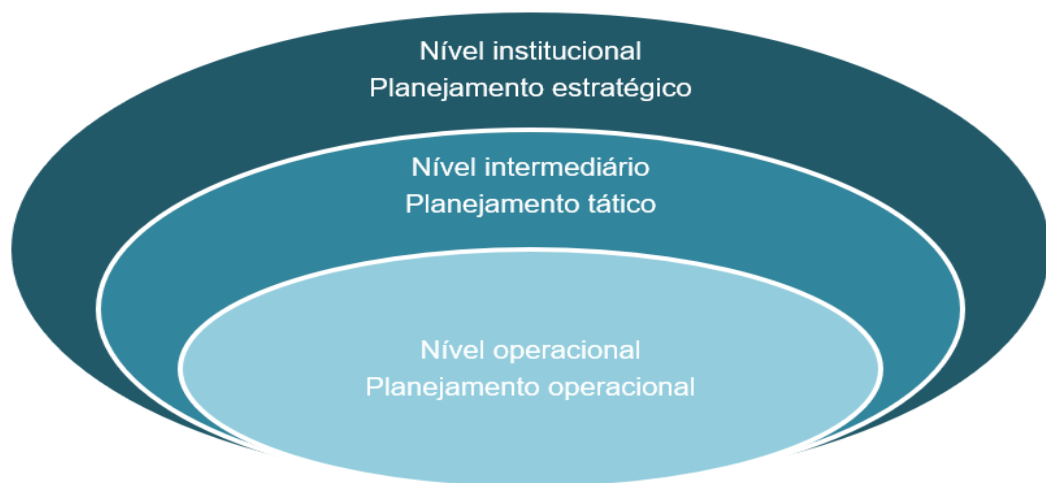 Nível institucional
Planejamento estratégico
Nível intermediário
Planejamento tático
Nível operacional
Planejamento operacional